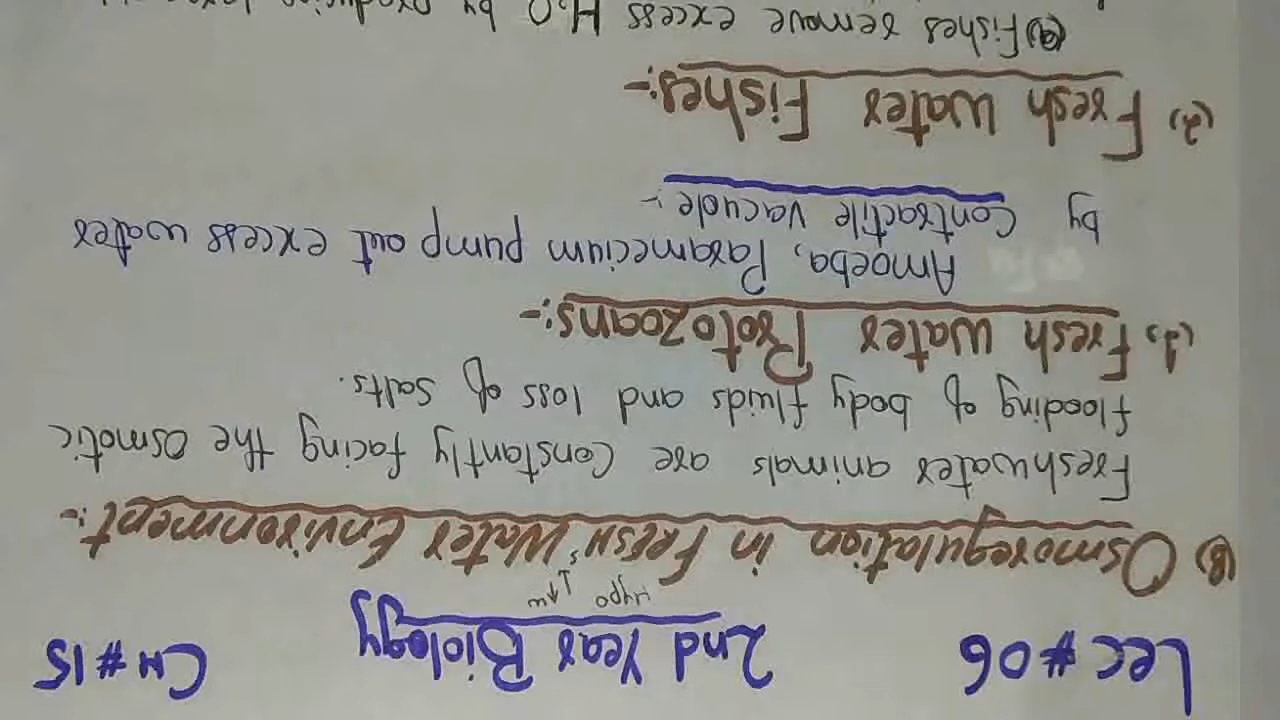 Lec #06 2nd Year Biology CH #15
Hypo ↓s ↑w
(B) Osmoregulation in Fresh Water Environment:-
Freshwater animals are constantly facing the osmotic
flooding of body fluids and loss of salts.
(1) Fresh water Protozoans:-
Amoeba, Paramecium pump out excess water
by contractile vacuole:-
(2) Fresh water Fishes:-
(a) Fishes remove excess H2O by producing